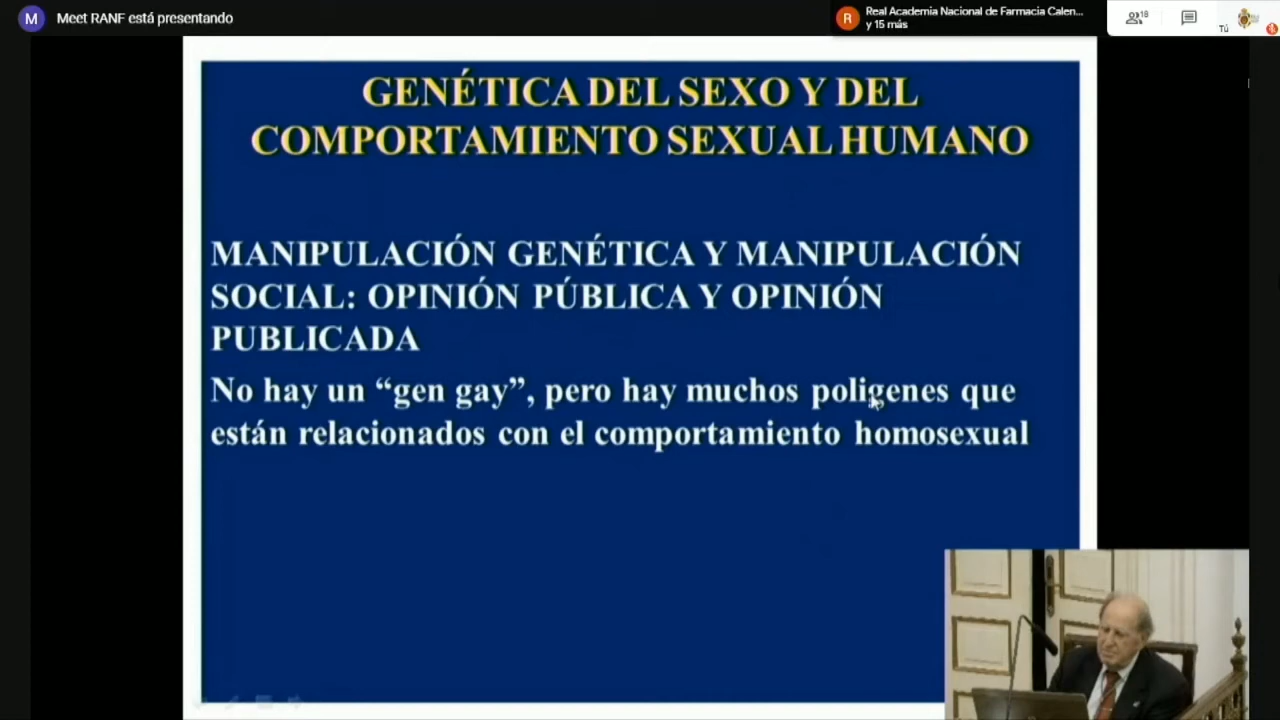 M Meet RANF está presentando
R Real Academia Nacional de Farmacia Calen...
y 15 más
18
Tú
GENÉTICA DEL SEXO Y DEL
COMPORTAMIENTO SEXUAL HUMANO
MANIPULACIÓN GENÉTICA Y MANIPULACIÓN
SOCIAL: OPINIÓN PÚBLICA Y OPINIÓN
PUBLICADA
No hay un “gen gay”, pero hay muchos poligenes que
están relacionados con el comportamiento homosexual